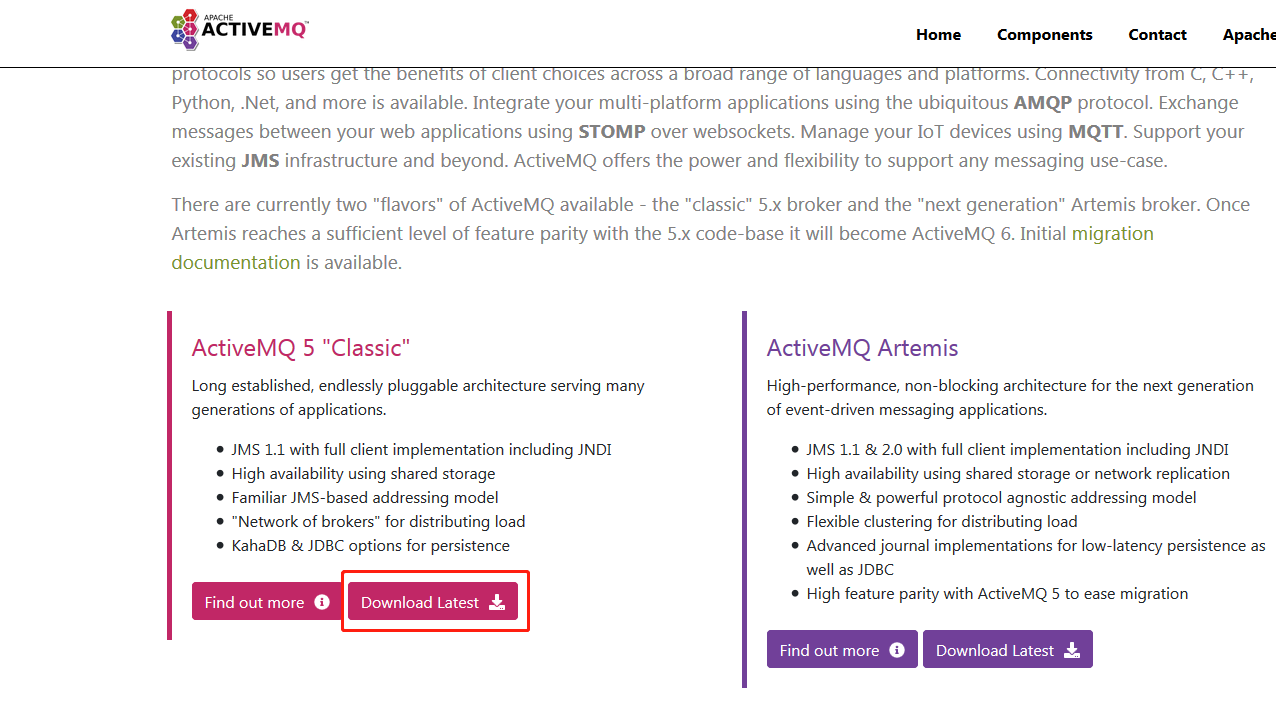 APACHE
ACTIVEMQ™
Home
Components
Contact
Apache
protocols so users get the benefits of client choices across a broad range of languages and platforms. Connectivity from C, C++,
Python, .Net, and more is available. Integrate your multi-platform applications using the ubiquitous AMQP protocol. Exchange
messages between your web applications using STOMP over websockets. Manage your IoT devices using MQTT. Support your
existing JMS infrastructure and beyond. ActiveMQ offers the power and flexibility to support any messaging use-case.
There are currently two "flavors" of ActiveMQ available - the "classic" 5.x broker and the "next generation" Artemis broker. Once
Artemis reaches a sufficient level of feature parity with the 5.x code-base it will become ActiveMQ 6. Initial migration
documentation is available.
ActiveMQ 5 "Classic"
Long established, endlessly pluggable architecture serving many
generations of applications.
JMS 1.1 with full client implementation including JNDI
High availability using shared storage
Familiar JMS-based addressing model
"Network of brokers" for distributing load
KahaDB & JDBC options for persistence
Find out more
Download Latest
ActiveMQ Artemis
High-performance, non-blocking architecture for the next generation
of event-driven messaging applications.
JMS 1.1 & 2.0 with full client implementation including JNDI
High availability using shared storage or network replication
Simple & powerful protocol agnostic addressing model
Flexible clustering for distributing load
Advanced journal implementations for low-latency persistence as
well as JDBC
High feature parity with ActiveMQ 5 to ease migration
Find out more
Download Latest